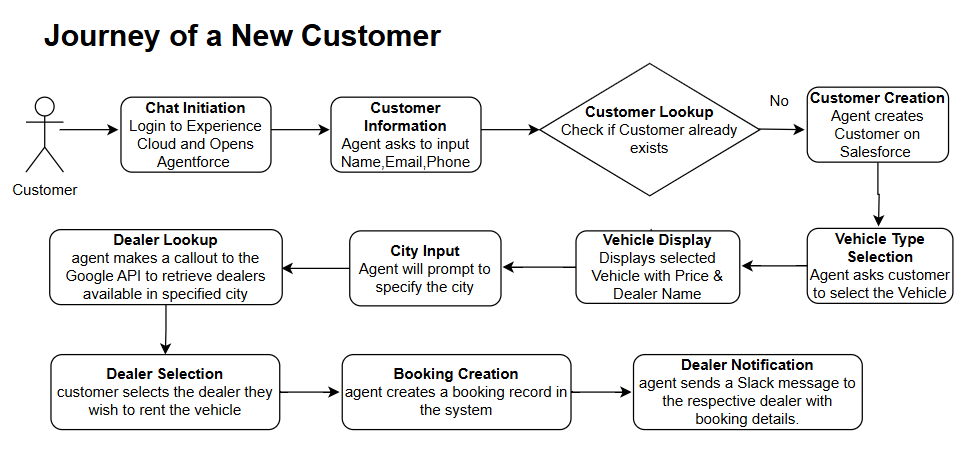 Journey of a New Customer
Customer
Chat Initiation
Login to Experience
Cloud and Opens
Agentforce
Customer
Information
Agent asks to input
Name,Email,Phone
Customer Lookup
Check if Customer already
exists
No
Customer Creation
Agent creates
Customer on
Salesforce
Vehicle Type
Selection
Agent asks customer
to select the Vehicle
Vehicle Display
Displays selected
Vehicle with Price &
Dealer Name
City Input
Agent will prompt to
specify the city
Dealer Lookup
agent makes a callout to the
Google API to retrieve dealers
available in specified city
Dealer Selection
customer selects the dealer they
wish to rent the vehicle
Booking Creation
agent creates a booking record in
the system
Dealer Notification
agent sends a Slack message to
the respective dealer with
booking details.